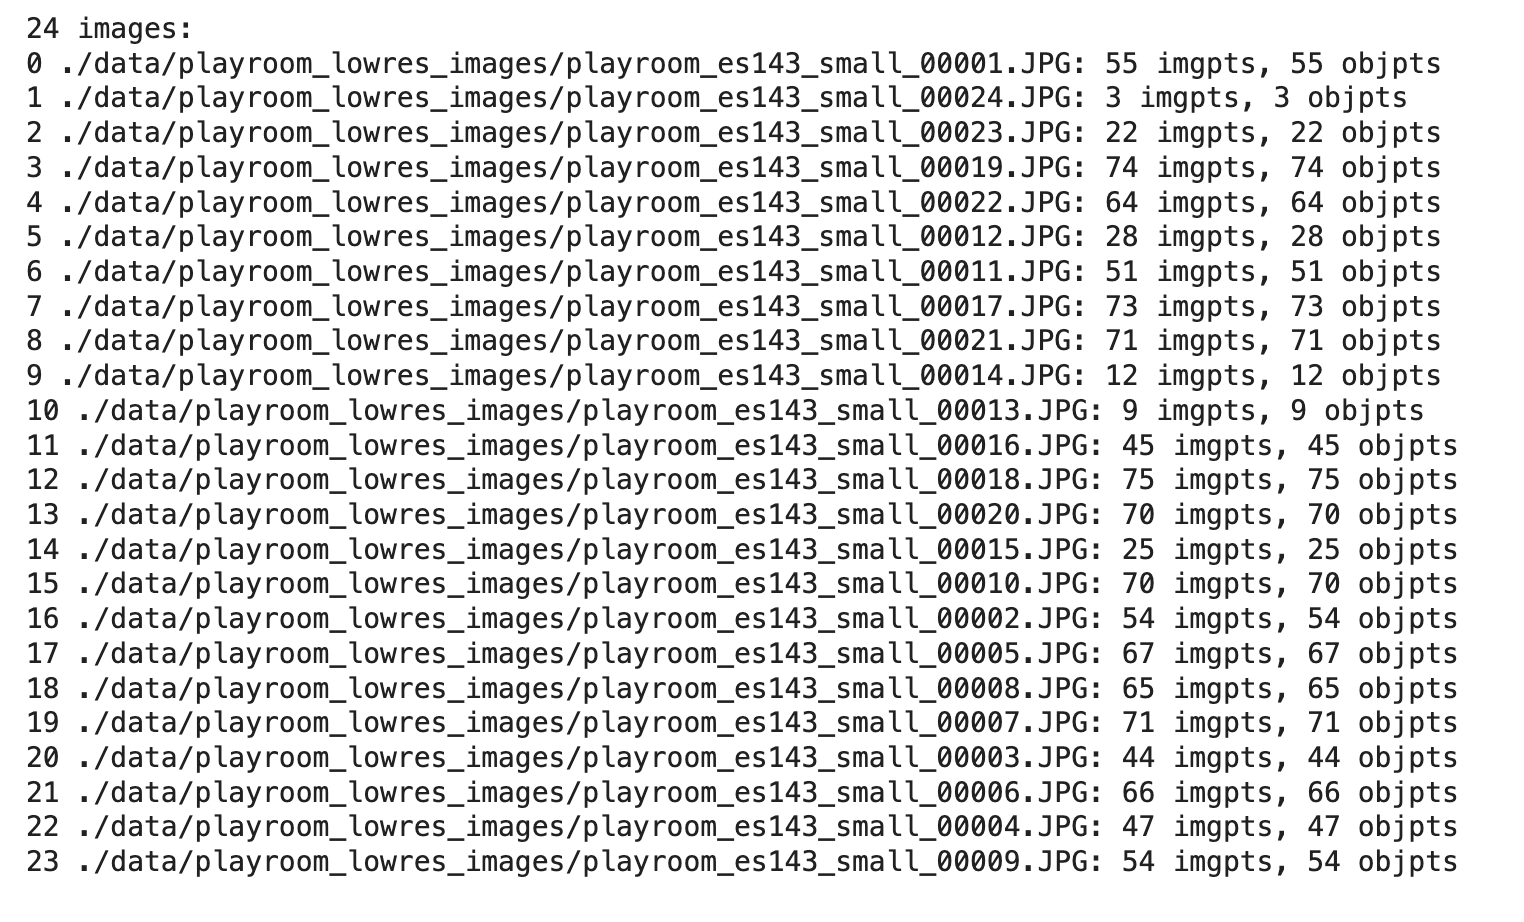 24 images:
0 ./data/playroom_lowres_images/playroom_es143_small_00001.JPG: 55 imgpts, 55 objpts
1 ./data/playroom_lowres_images/playroom_es143_small_00024.JPG: 3 imgpts, 3 objpts
2 ./data/playroom_lowres_images/playroom_es143_small_00023.JPG: 22 imgpts, 22 objpts
3 ./data/playroom_lowres_images/playroom_es143_small_00019.JPG: 74 imgpts, 74 objpts
4 ./data/playroom_lowres_images/playroom_es143_small_00022.JPG: 64 imgpts, 64 objpts
5 ./data/playroom_lowres_images/playroom_es143_small_00012.JPG: 28 imgpts, 28 objpts
6 ./data/playroom_lowres_images/playroom_es143_small_00011.JPG: 51 imgpts, 51 objpts
7 ./data/playroom_lowres_images/playroom_es143_small_00017.JPG: 73 imgpts, 73 objpts
8 ./data/playroom_lowres_images/playroom_es143_small_00021.JPG: 71 imgpts, 71 objpts
9 ./data/playroom_lowres_images/playroom_es143_small_00014.JPG: 12 imgpts, 12 objpts
10 ./data/playroom_lowres_images/playroom_es143_small_00013.JPG: 9 imgpts, 9 objpts
11 ./data/playroom_lowres_images/playroom_es143_small_00016.JPG: 45 imgpts, 45 objpts
12 ./data/playroom_lowres_images/playroom_es143_small_00018.JPG: 75 imgpts, 75 objpts
13 ./data/playroom_lowres_images/playroom_es143_small_00020.JPG: 70 imgpts, 70 objpts
14 ./data/playroom_lowres_images/playroom_es143_small_00015.JPG: 25 imgpts, 25 objpts
15 ./data/playroom_lowres_images/playroom_es143_small_00010.JPG: 70 imgpts, 70 objpts
16 ./data/playroom_lowres_images/playroom_es143_small_00002.JPG: 54 imgpts, 54 objpts
17 ./data/playroom_lowres_images/playroom_es143_small_00005.JPG: 67 imgpts, 67 objpts
18 ./data/playroom_lowres_images/playroom_es143_small_00008.JPG: 65 imgpts, 65 objpts
19 ./data/playroom_lowres_images/playroom_es143_small_00007.JPG: 71 imgpts, 71 objpts
20 ./data/playroom_lowres_images/playroom_es143_small_00003.JPG: 44 imgpts, 44 objpts
21 ./data/playroom_lowres_images/playroom_es143_small_00006.JPG: 66 imgpts, 66 objpts
22 ./data/playroom_lowres_images/playroom_es143_small_00004.JPG: 47 imgpts, 47 objpts
23 ./data/playroom_lowres_images/playroom_es143_small_00009.JPG: 54 imgpts, 54 objpts